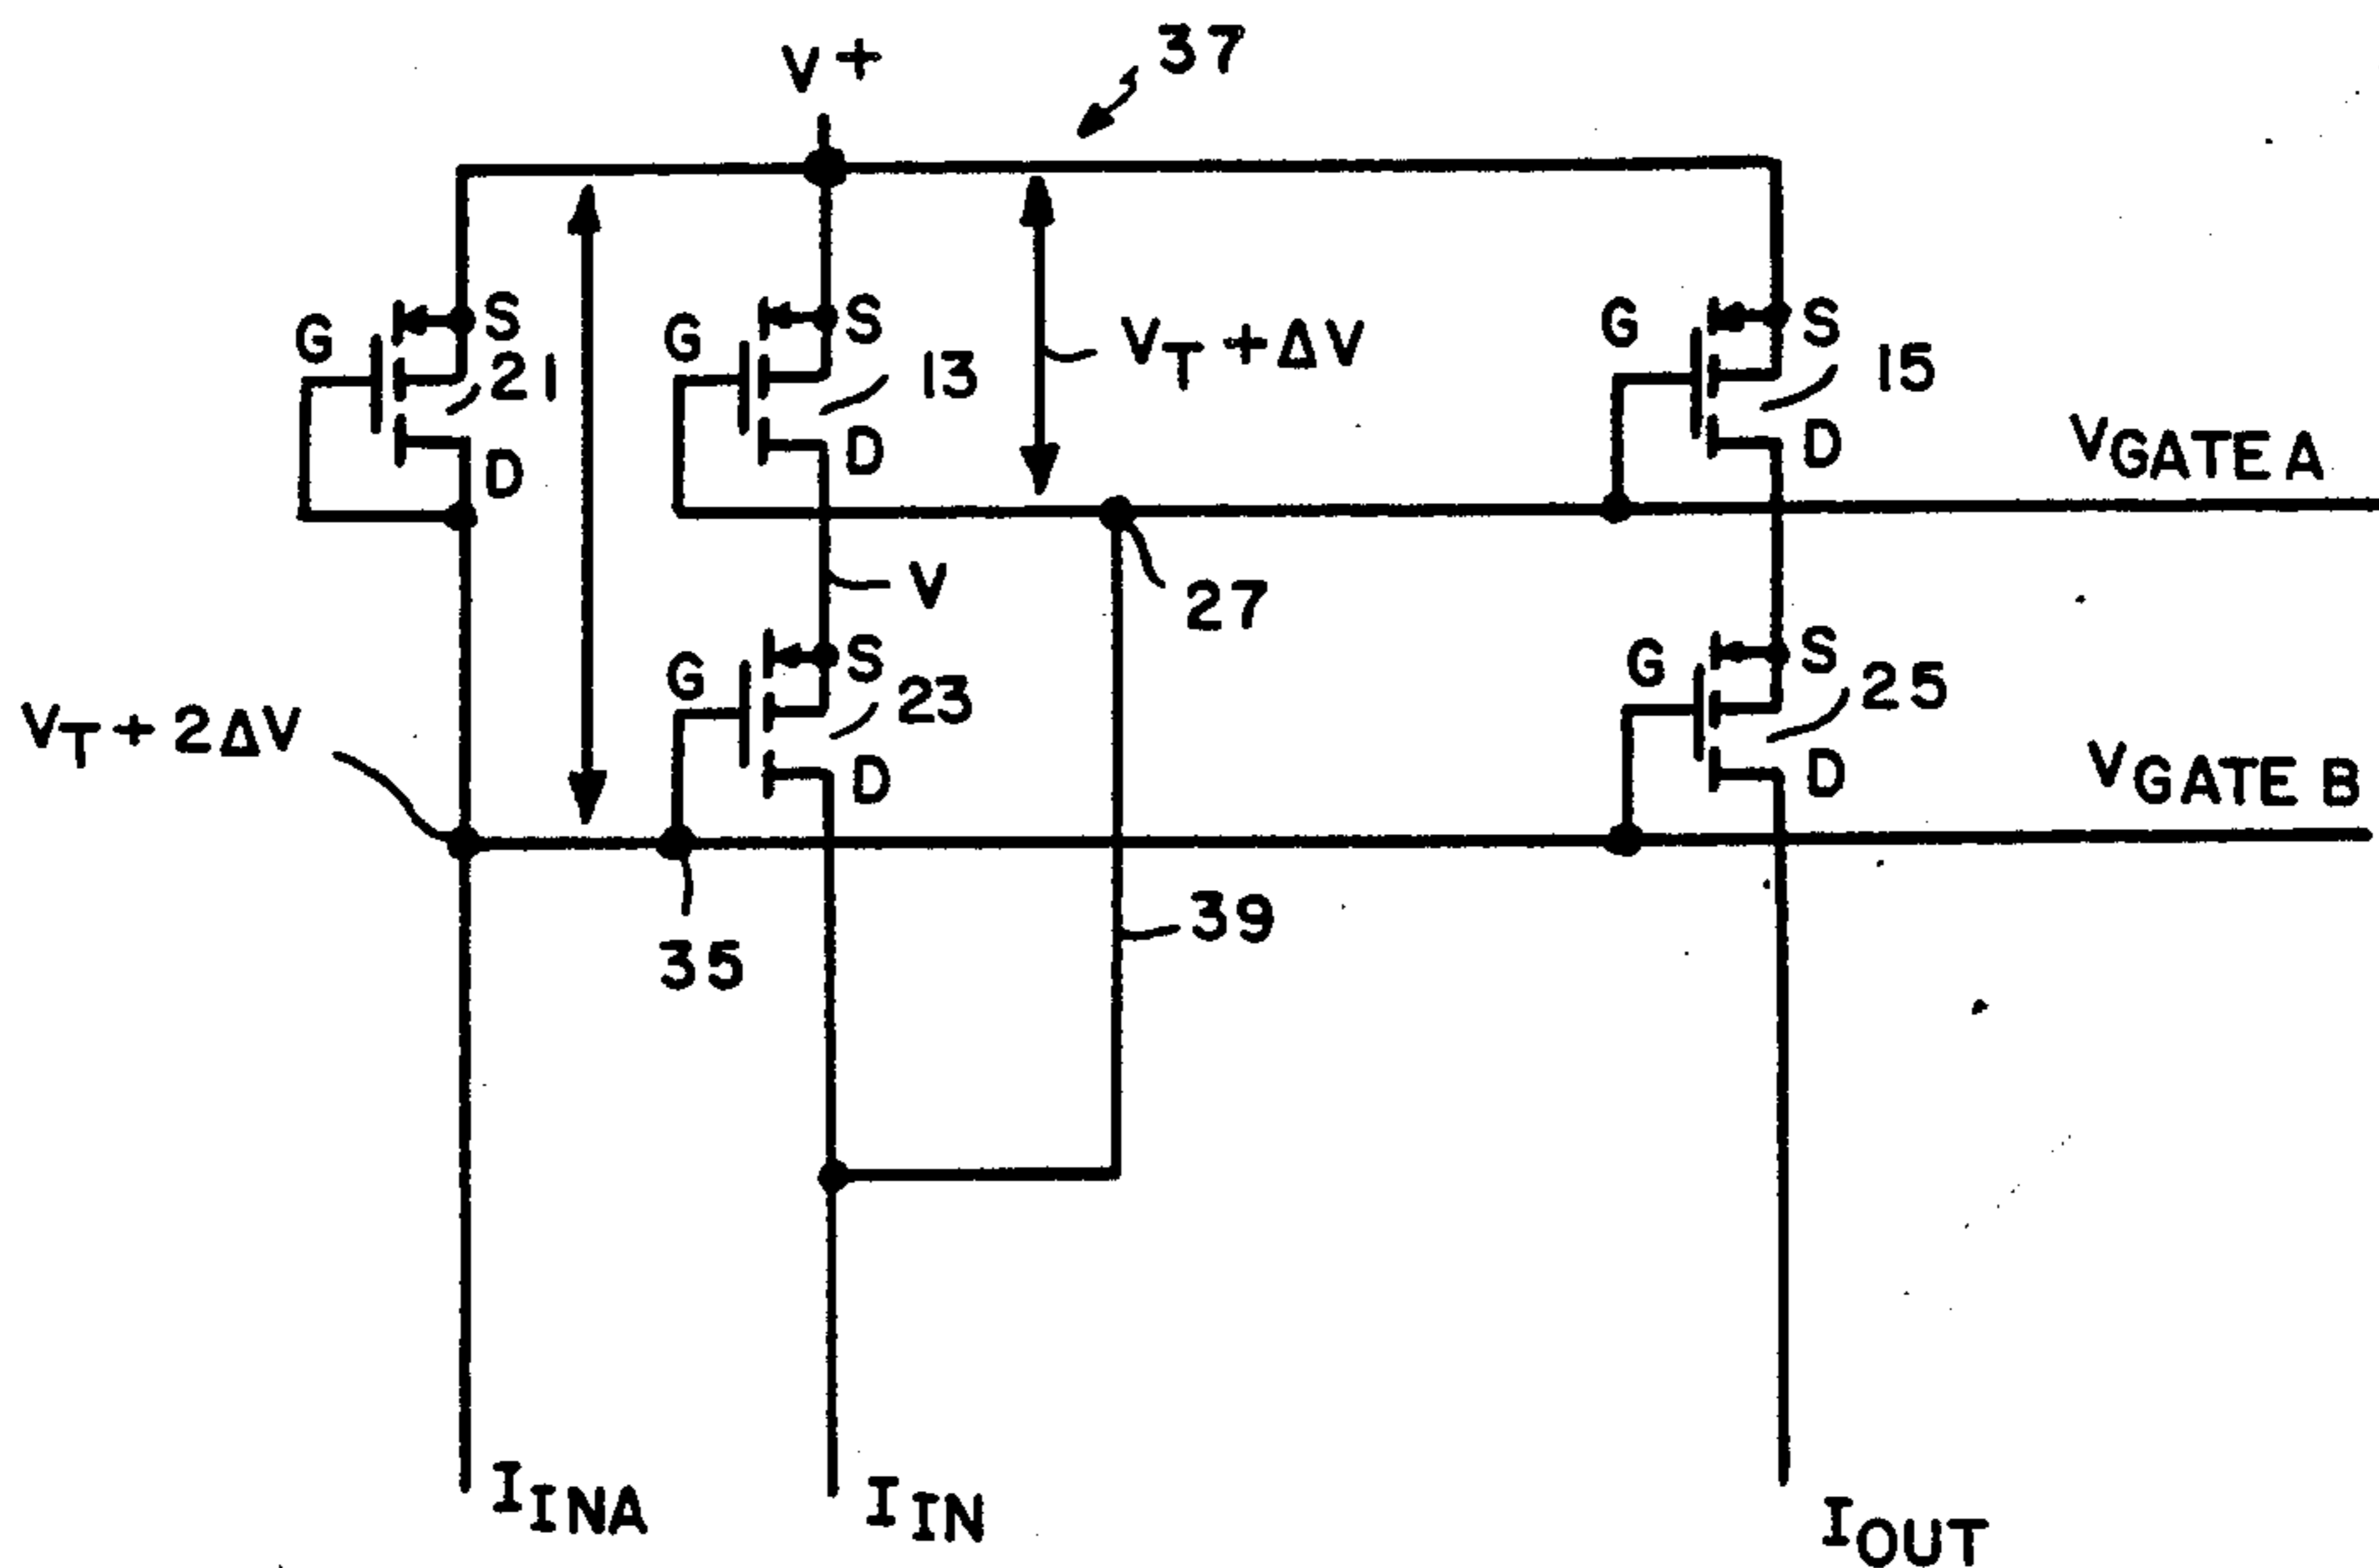 37
V+
G S 21 D
G S 13 D
VT+ΔV
G S 15 D
VGATE A
V
27
G S 23 D
G S 25 D
VT+2ΔV
VGATE B
35
39
IINA
IIN
IOUT